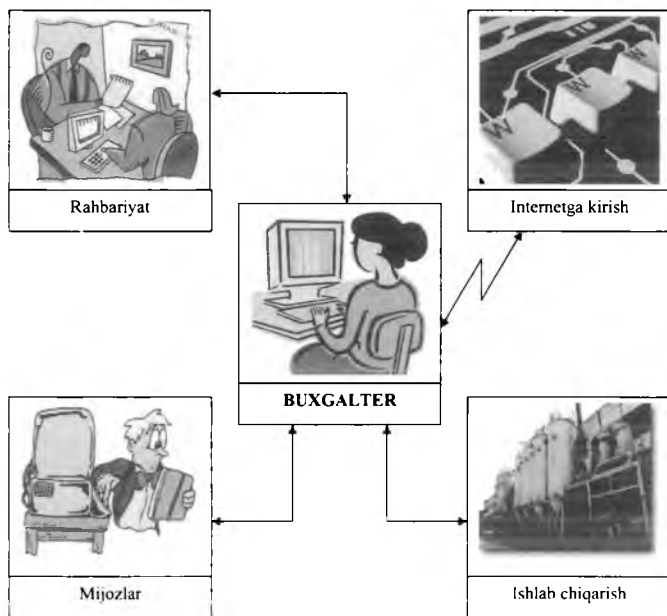 W
W
W
Rahbariyat
Internetga kirish
BUXGALTER
Mijozlar
Ishlab chiqarish